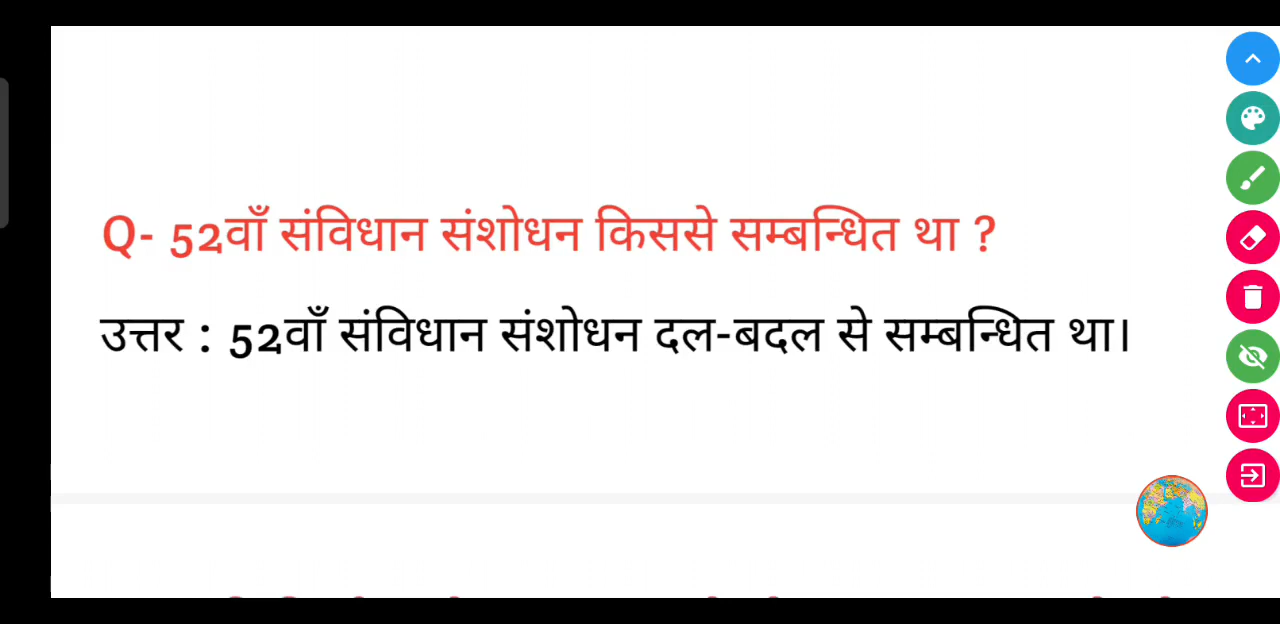 Q- 52वाँ संविधान संशोधन किससे सम्बन्धित था ?
उत्तर : 52वाँ संविधान संशोधन दल-बदल से सम्बन्धित था।